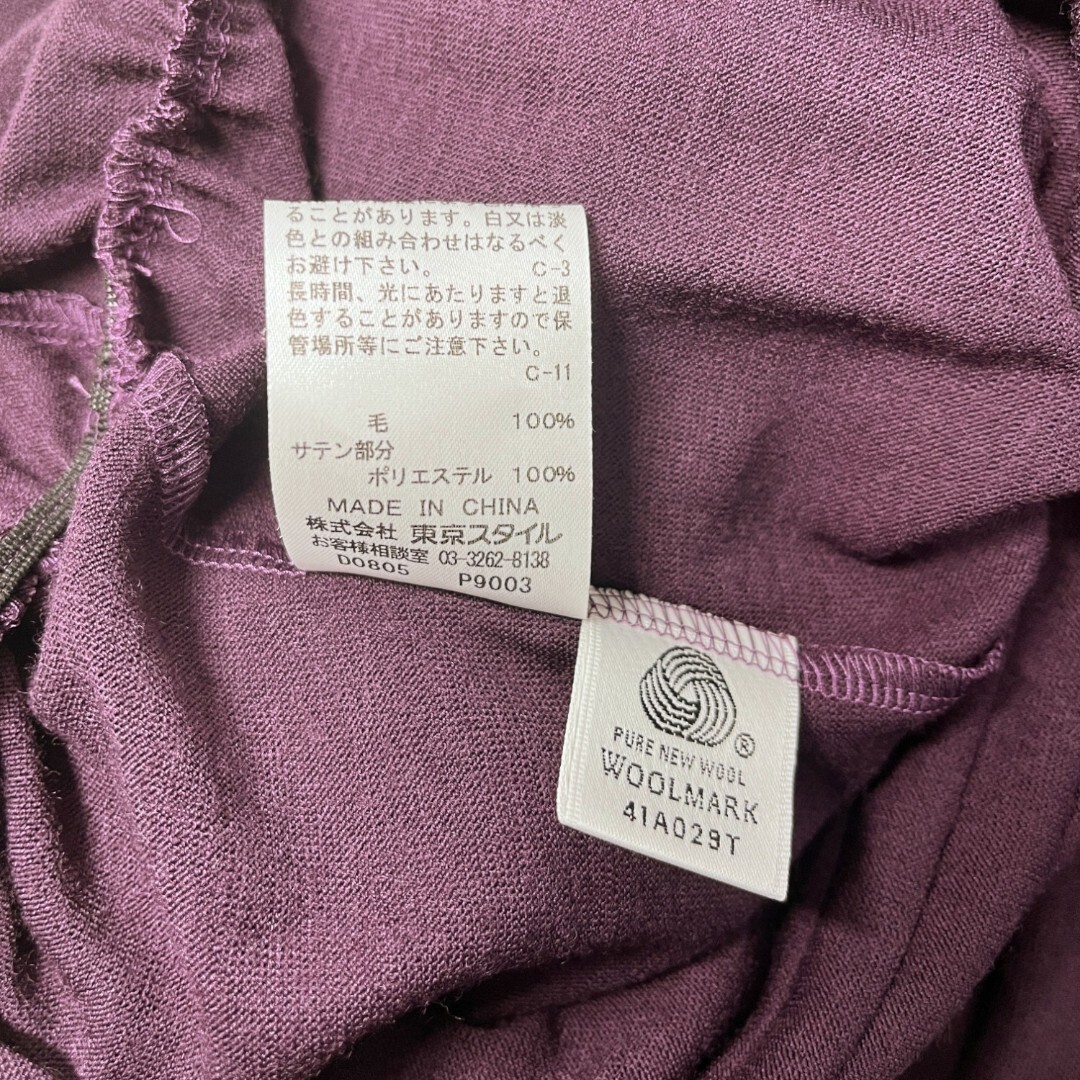 ることがあります。白又は淡
色との組み合わせはなるべく
お避け下さい。 C-3
長時間、光にあたりますと退
色することがありますので保
管場所等にご注意下さい。
C-11
毛 100%
サテン部分
ポリエステル 100%
MADE IN CHINA
株式会社 東京スタイル
お客様相談室 03-3262-8138
D0805 P9003
®
PURE NEW WOOL
WOOLMARK
41A029T